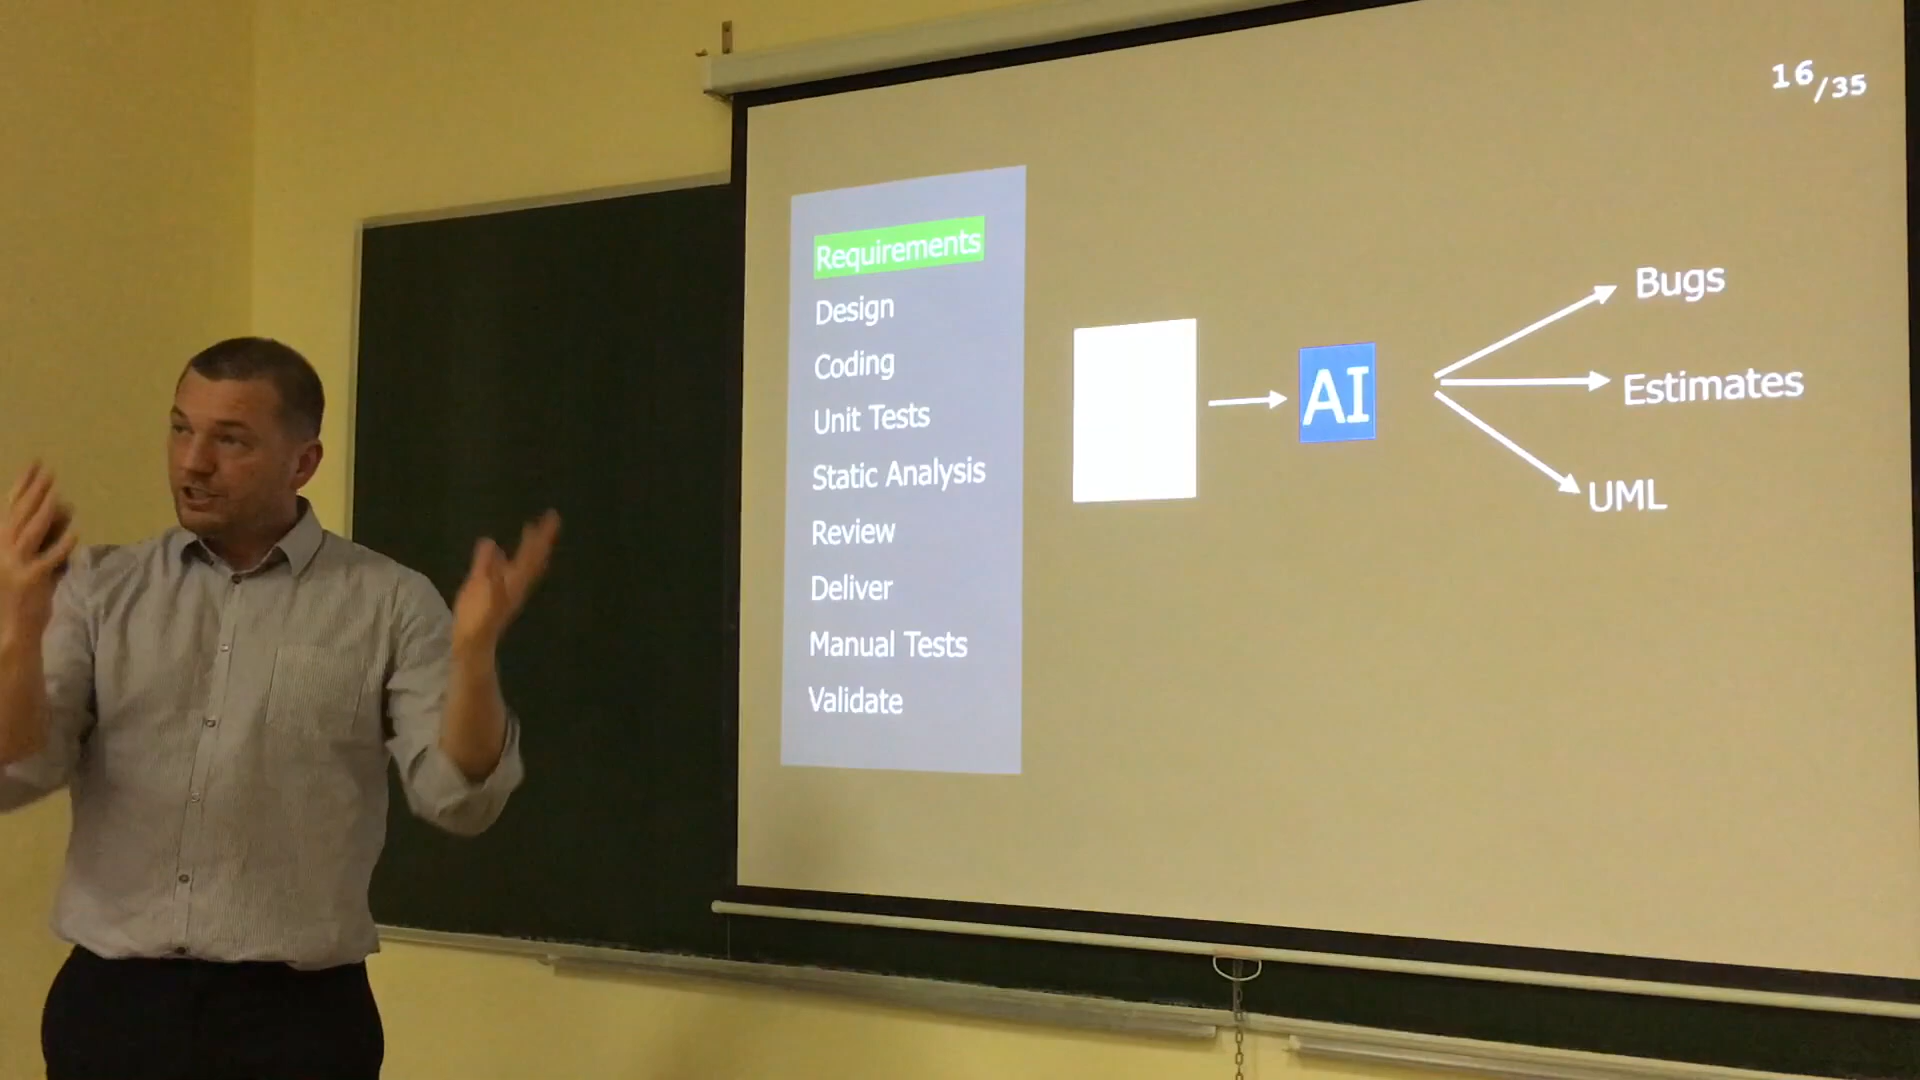 16/35
Requirements
Design
Coding
Unit Tests
Static Analysis
Review
Deliver
Manual Tests
Validate
AI
Bugs
Estimates
UML